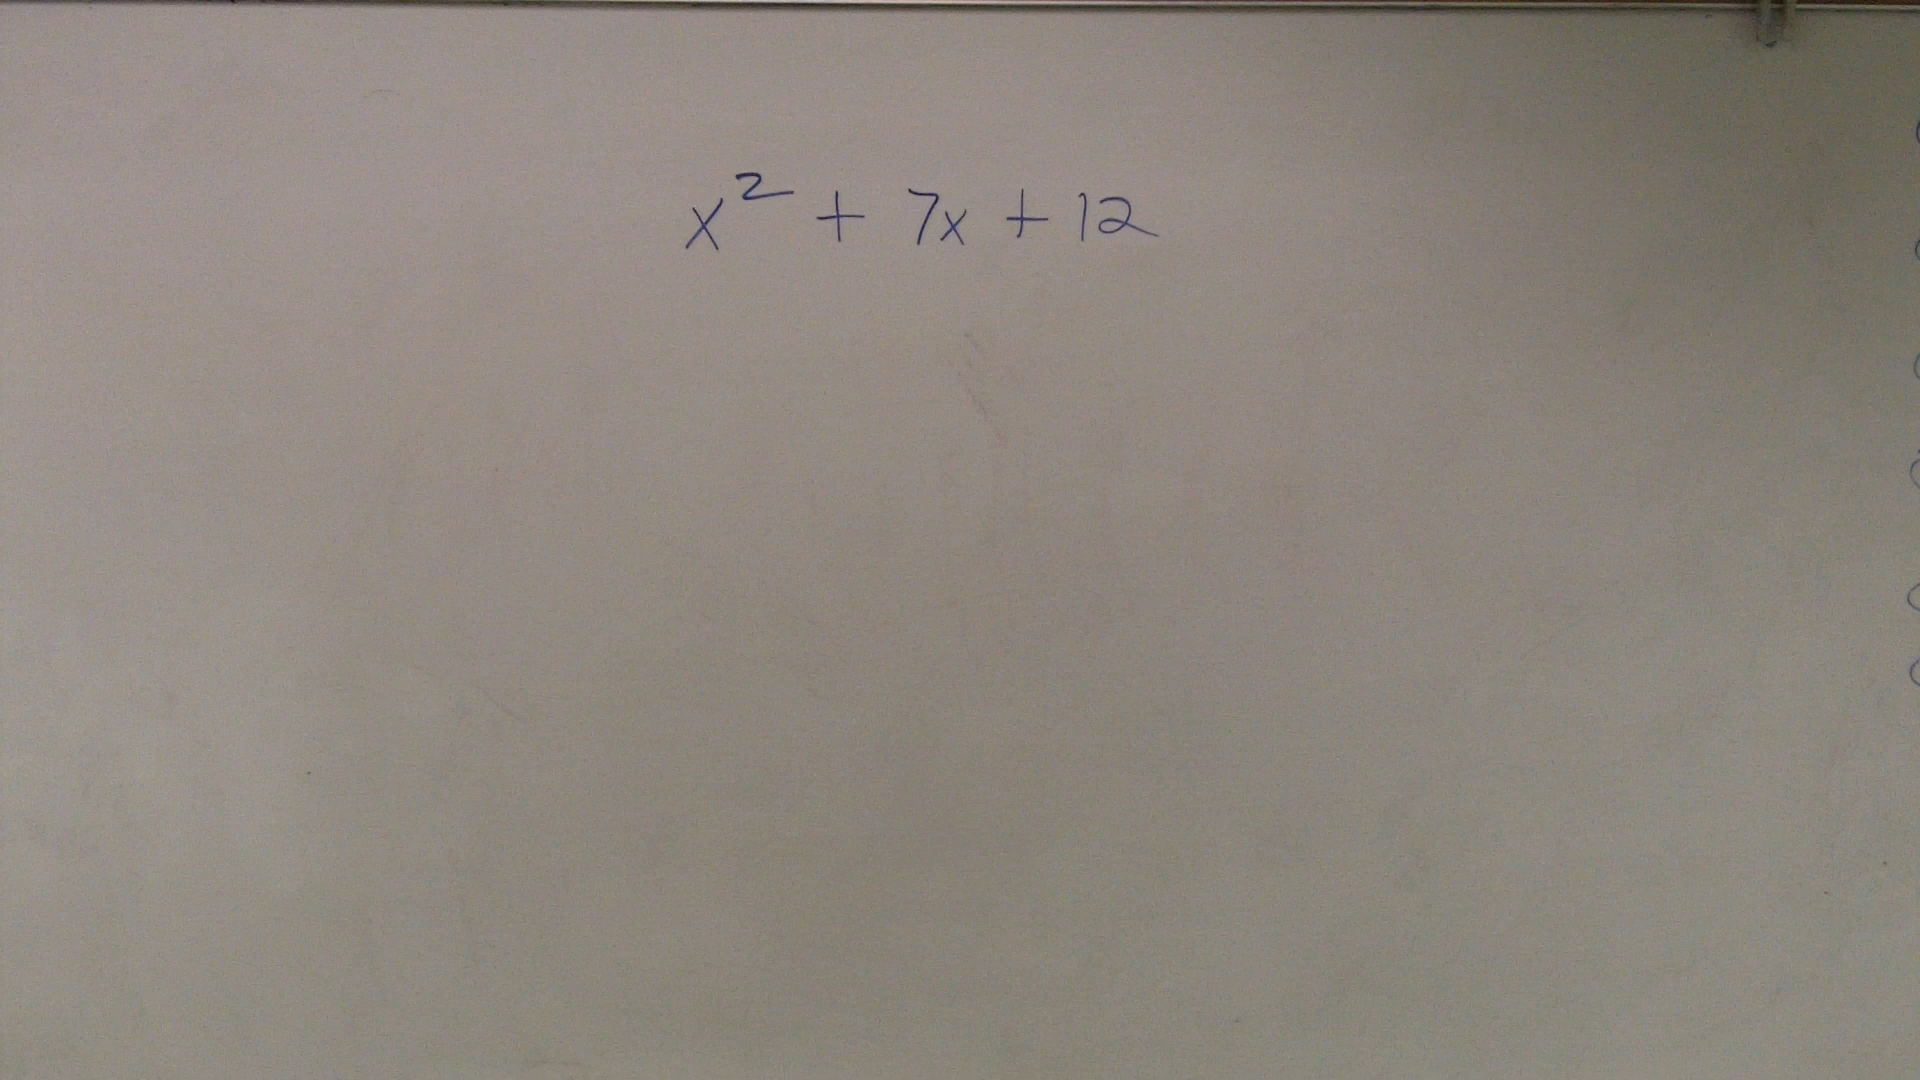 x² + 7x + 12